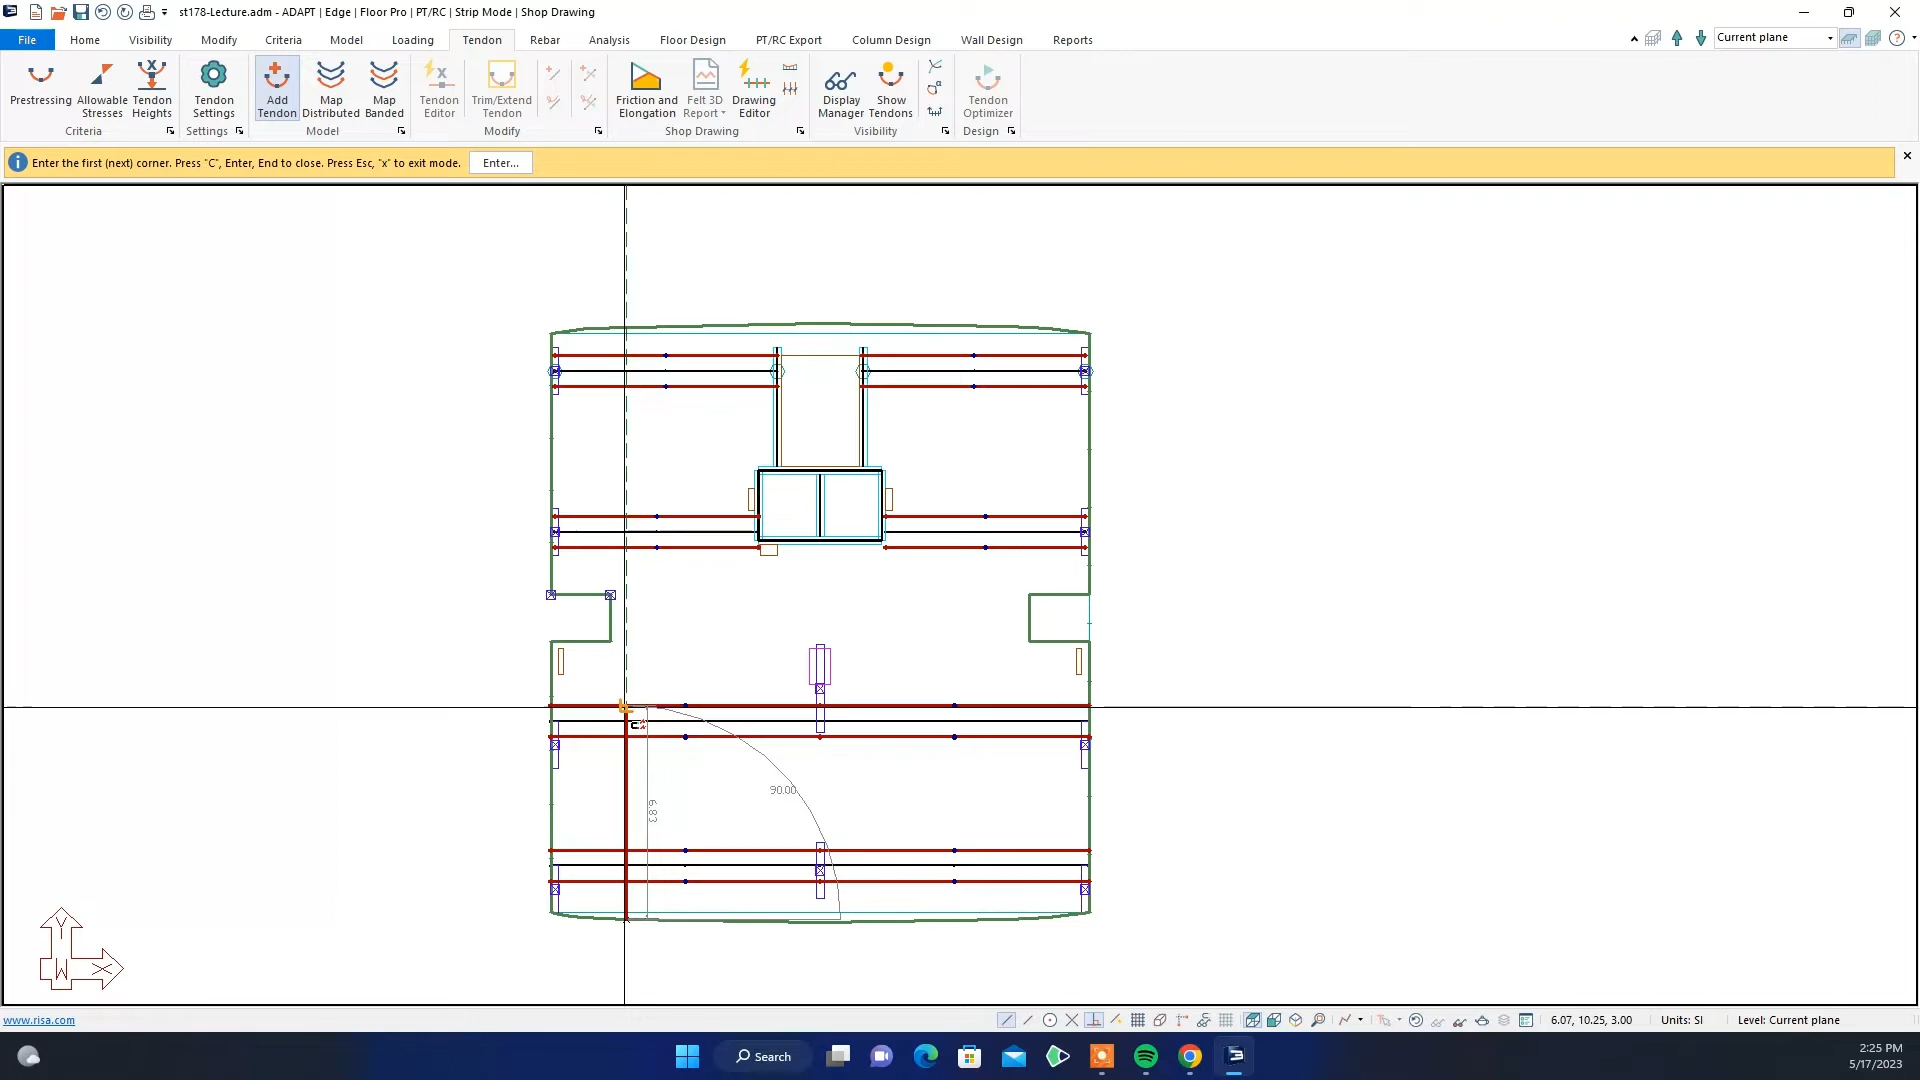 st178-Lecture.adm - ADAPT | Edge | Floor Pro | PT/RC | Strip Mode | Shop Drawing
File Home Visibility Modify Criteria Model Loading Tendon Rebar Analysis Floor Design PT/RC Export Column Design Wall Design Reports
Current plane
Prestressing
Allowable Stresses
Tendon Heights
Tendon Settings
Add Tendon
Map Distributed
Map Banded
Tendon Editor
Trim/Extend Tendon
Friction and Elongation
Felt 3D Report
Drawing Editor
Display Manager
Show Tendons
Tendon Optimizer
Criteria Settings Model Modify Shop Drawing Visibility Design
Enter the first (next) corner. Press "C", Enter, End to close. Press Esc, "x" to exit mode. Enter...
90.00
6.83
Y
W X
www.risa.com
6.07, 10.25, 3.00 Units: SI Level: Current plane
Search
2:25 PM
5/17/2023